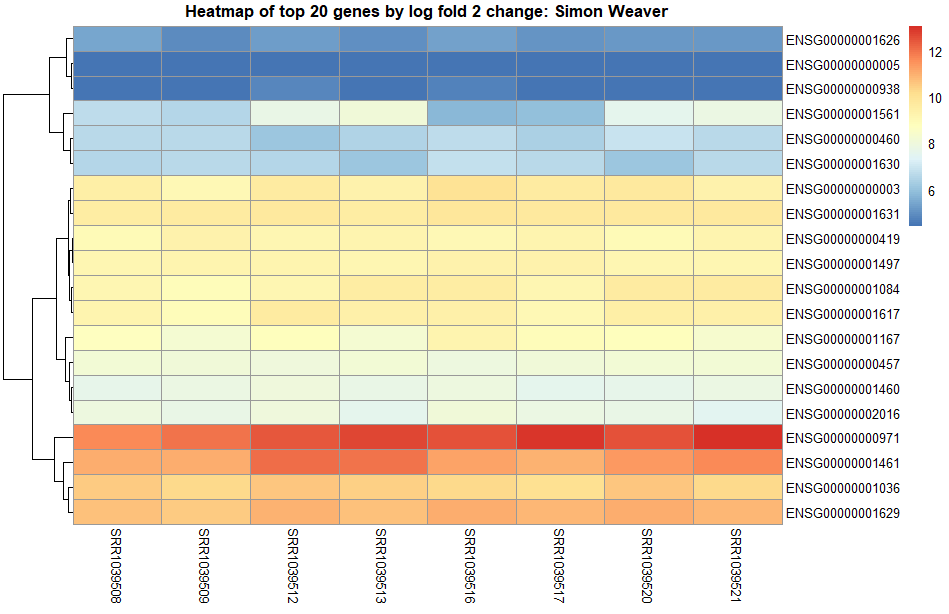 Heatmap of top 20 genes by log fold 2 change: Simon Weaver
ENSG00000001626
ENSG00000000005
ENSG00000000938
ENSG00000001561
ENSG00000000460
ENSG00000001630
ENSG00000000003
ENSG00000001631
ENSG00000000419
ENSG00000001497
ENSG00000001084
ENSG00000001617
ENSG00000001167
ENSG00000000457
ENSG00000001460
ENSG00000002016
ENSG00000000971
ENSG00000001461
ENSG00000001036
ENSG00000001629
12
10
8
6
SRR1039508
SRR1039509
SRR1039512
SRR1039513
SRR1039516
SRR1039517
SRR1039520
SRR1039521